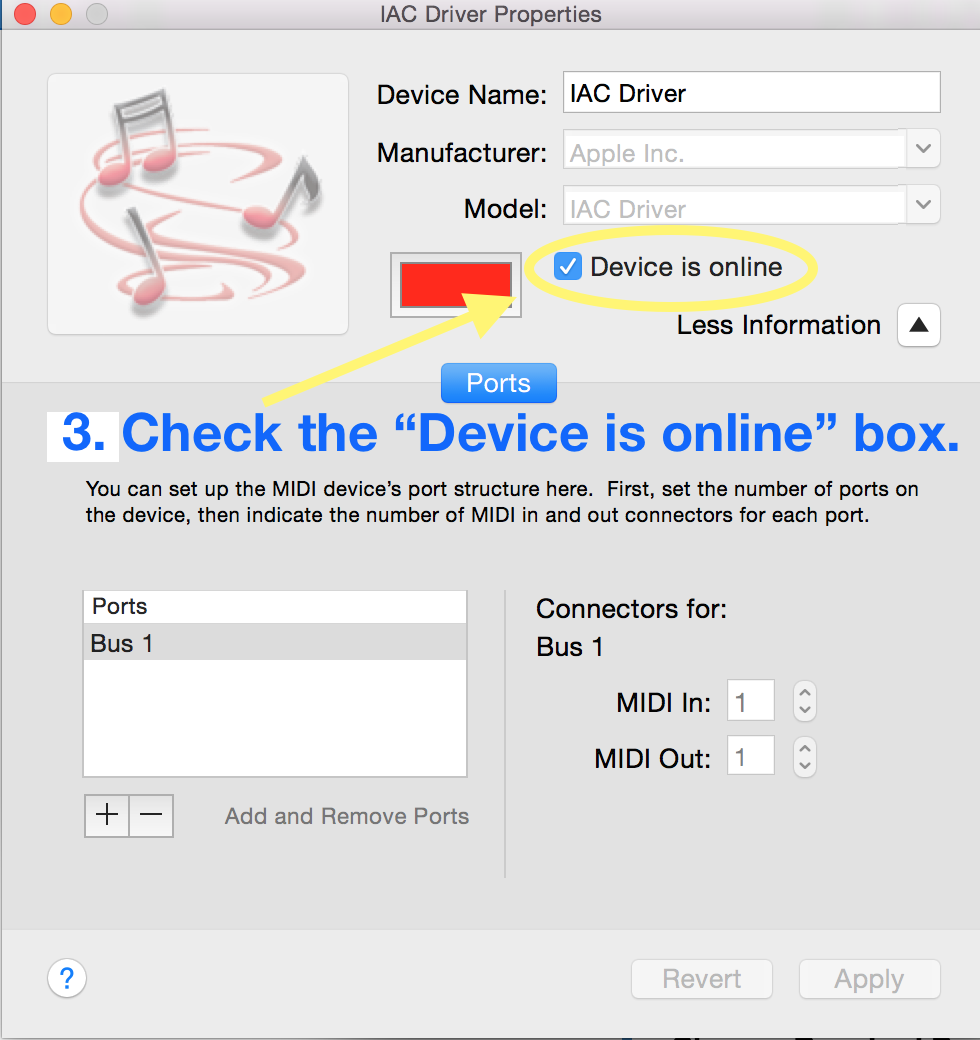 IAC Driver Properties
Device Name: IAC Driver
Manufacturer: Apple Inc.
Model: IAC Driver
Device is online
Less Information
Ports
3. Check the “Device is online” box.
You can set up the MIDI device’s port structure here.  First, set the number of ports on
the device, then indicate the number of MIDI in and out connectors for each port.
Ports
Bus 1
Add and Remove Ports
Connectors for:
Bus 1
MIDI In: 1
MIDI Out: 1
?
Revert
Apply